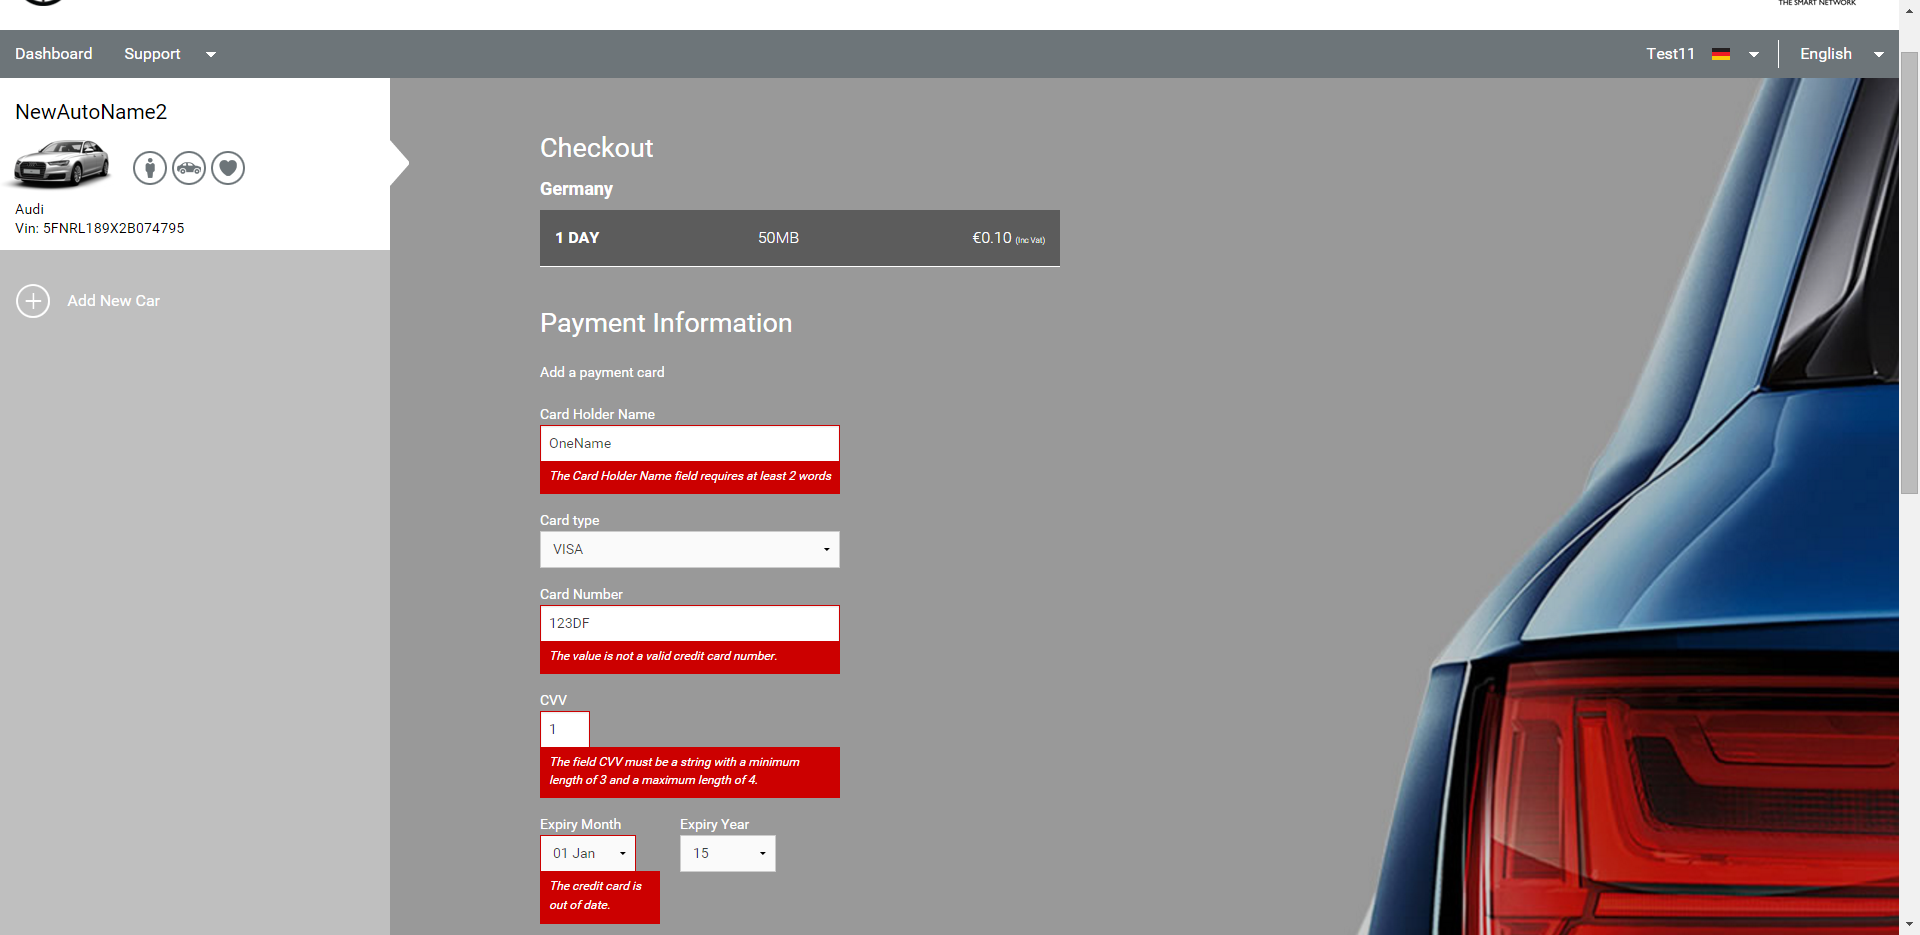 THE SMART NETWORK
Dashboard Support Test11 English
NewAutoName2
Audi
Vin: 5FNRL189X2B074795
Add New Car
Checkout
Germany
1 DAY 50MB €0.10 (Inc Vat)
Payment Information
Add a payment card
Card Holder Name
OneName
The Card Holder Name field requires at least 2 words
Card type
VISA
Card Number
123DF
The value is not a valid credit card number.
CVV
1
The field CVV must be a string with a minimum
length of 3 and a maximum length of 4.
Expiry Month Expiry Year
01 Jan 15
The credit card is
out of date.